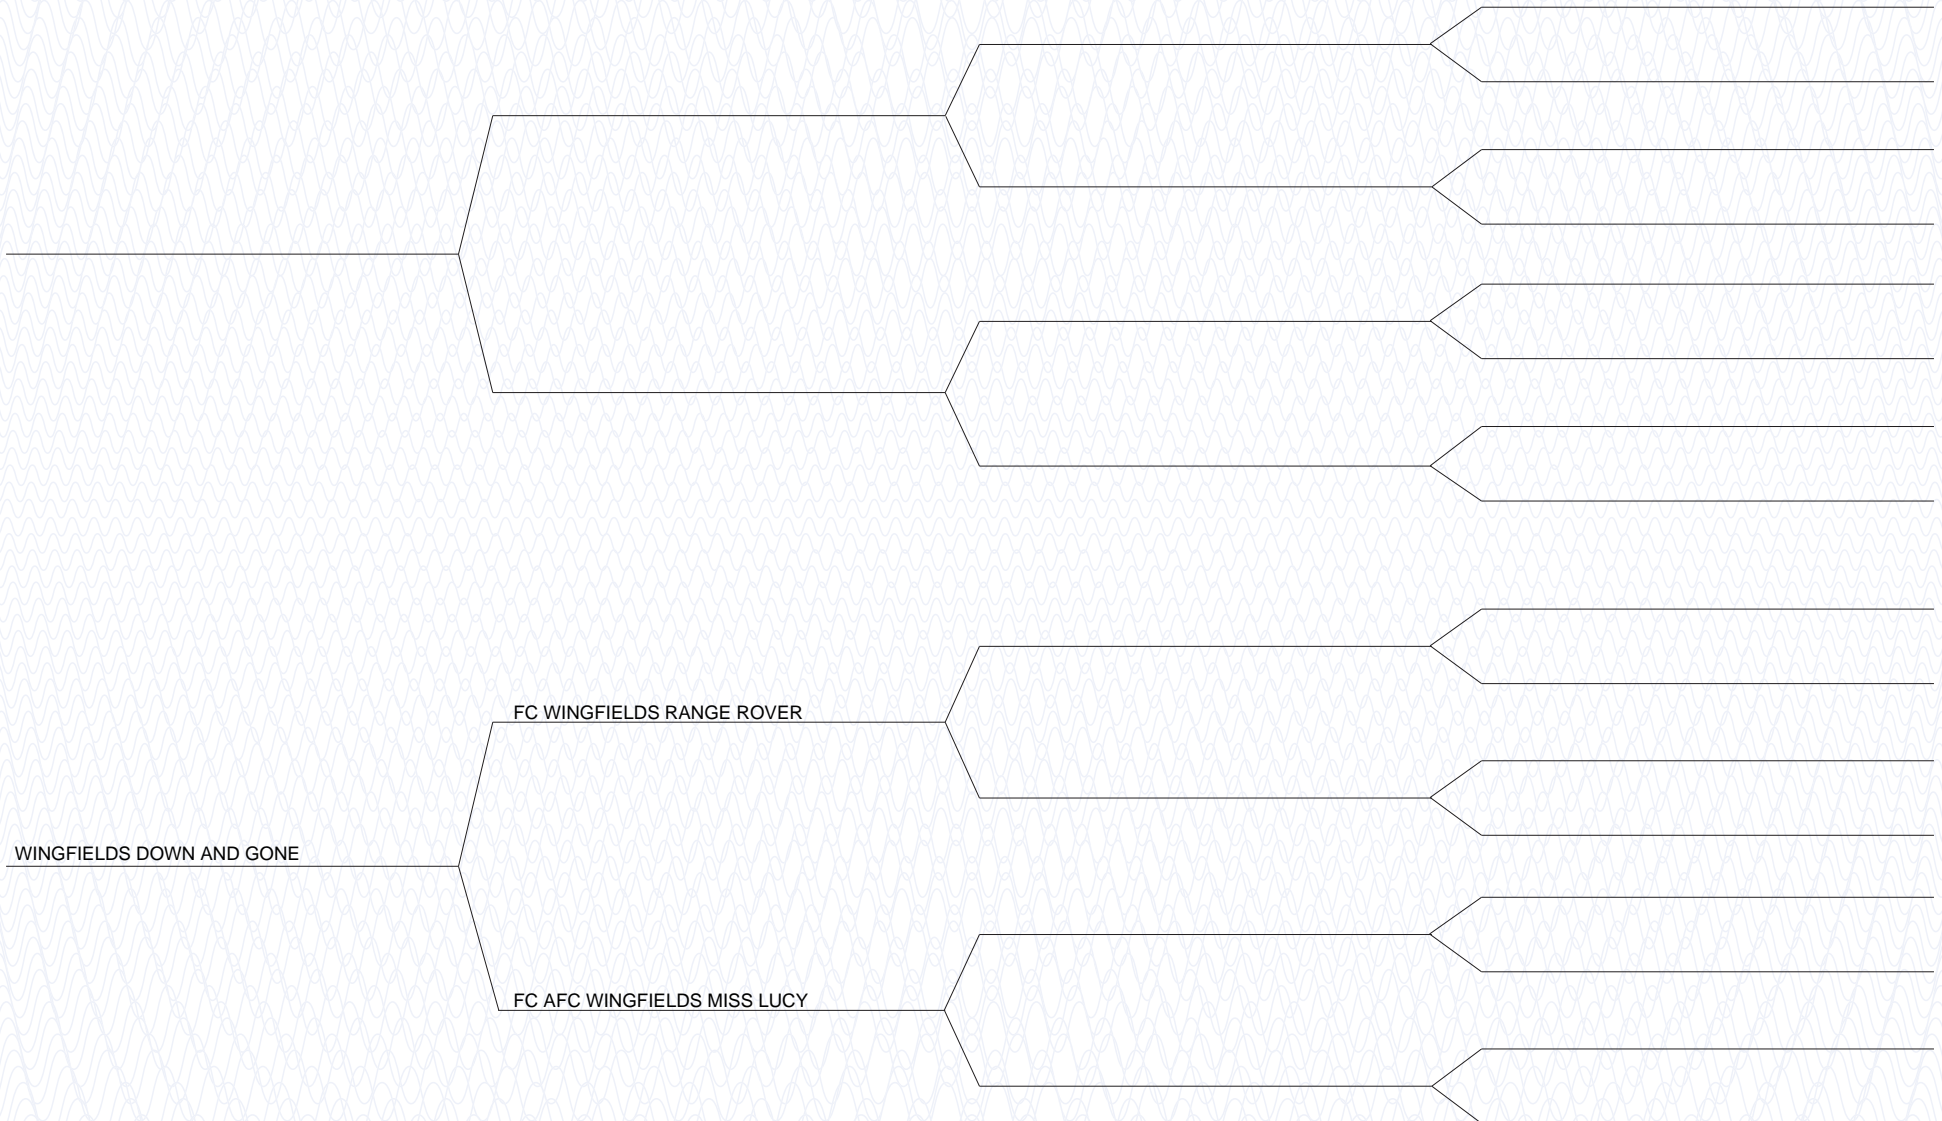 FC WINGFIELDS RANGE ROVER
WINGFIELDS DOWN AND GONE
FC AFC WINGFIELDS MISS LUCY